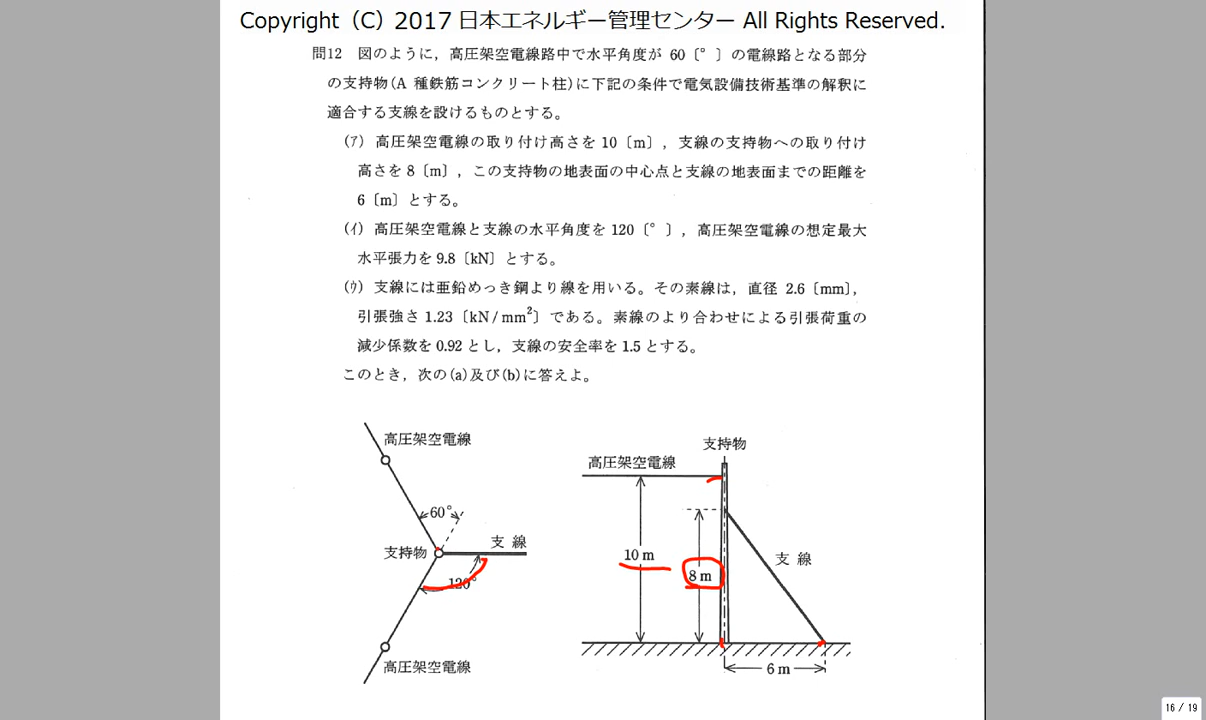 Copyright（C）2017 日本エネルギー管理センター All Rights Reserved.
問12　図のように，高圧架空電線路中で水平角度が 60〔°〕の電線路となる部分
の支持物(A 種鉄筋コンクリート柱)に下記の条件で電気設備技術基準の解釈に
適合する支線を設けるものとする。
(ア)　高圧架空電線の取り付け高さを 10〔m〕，支線の支持物への取り付け
高さを 8〔m〕，この支持物の地表面の中心点と支線の地表面までの距離を
6〔m〕とする。
(イ)　高圧架空電線と支線の水平角度を 120〔°〕，高圧架空電線の想定最大
水平張力を 9.8〔kN〕とする。
(ウ)　支線には亜鉛めっき鋼より線を用いる。その素線は，直径 2.6〔mm〕，
引張強さ 1.23〔kN/mm²〕である。素線のより合わせによる引張荷重の
減少係数を 0.92 とし，支線の安全率を 1.5 とする。
このとき，次の(a)及び(b)に答えよ。
高圧架空電線
60°
支持物
支 線
120°
高圧架空電線
支持物
高圧架空電線
10 m
8 m
支 線
6 m
16 / 19